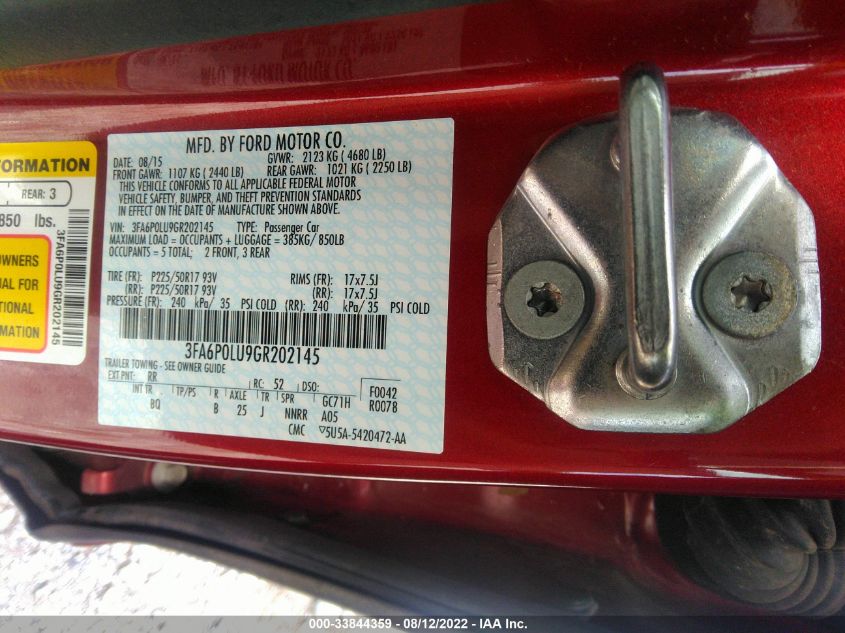 MFD. BY FORD MOTOR CO.
DATE: 08/15 GVWR: 2123 KG ( 4680 LB)
FRONT GAWR: 1107 KG ( 2440 LB) REAR GAWR: 1021 KG ( 2250 LB)
THIS VEHICLE CONFORMS TO ALL APPLICABLE FEDERAL MOTOR
VEHICLE SAFETY, BUMPER, AND THEFT PREVENTION STANDARDS
IN EFFECT ON THE DATE OF MANUFACTURE SHOWN ABOVE.
VIN: 3FA6P0LU9GR202145 TYPE: Passenger Car
MAXIMUM LOAD = OCCUPANTS + LUGGAGE = 385KG/ 850LB
OCCUPANTS = 5 TOTAL: 2 FRONT, 3 REAR
TIRE (FR): P225/50R17 93V RIMS (FR): 17x7.5J
(RR): P225/50R17 93V (RR): 17x7.5J
PRESSURE (FR): 240 kPa/ 35 PSI COLD (RR): 240 kPa/ 35 PSI COLD
3FA6P0LU9GR202145
TRAILER TOWING - SEE OWNER GUIDE
EXT PNT: RR RC: 52 DSO: F0042
INT TR TP/PS R AXLE TR SPR GC71H R0078
BQ B 25 J NNRR A05
CMC 5U5A-5420472-AA
FORMATION
REAR: 3
850 lbs.
OWNERS
UAL FOR
TIONAL
RMATION
3FA6P0LU9GR202145
000-33844359 - 08/12/2022 - IAA Inc.